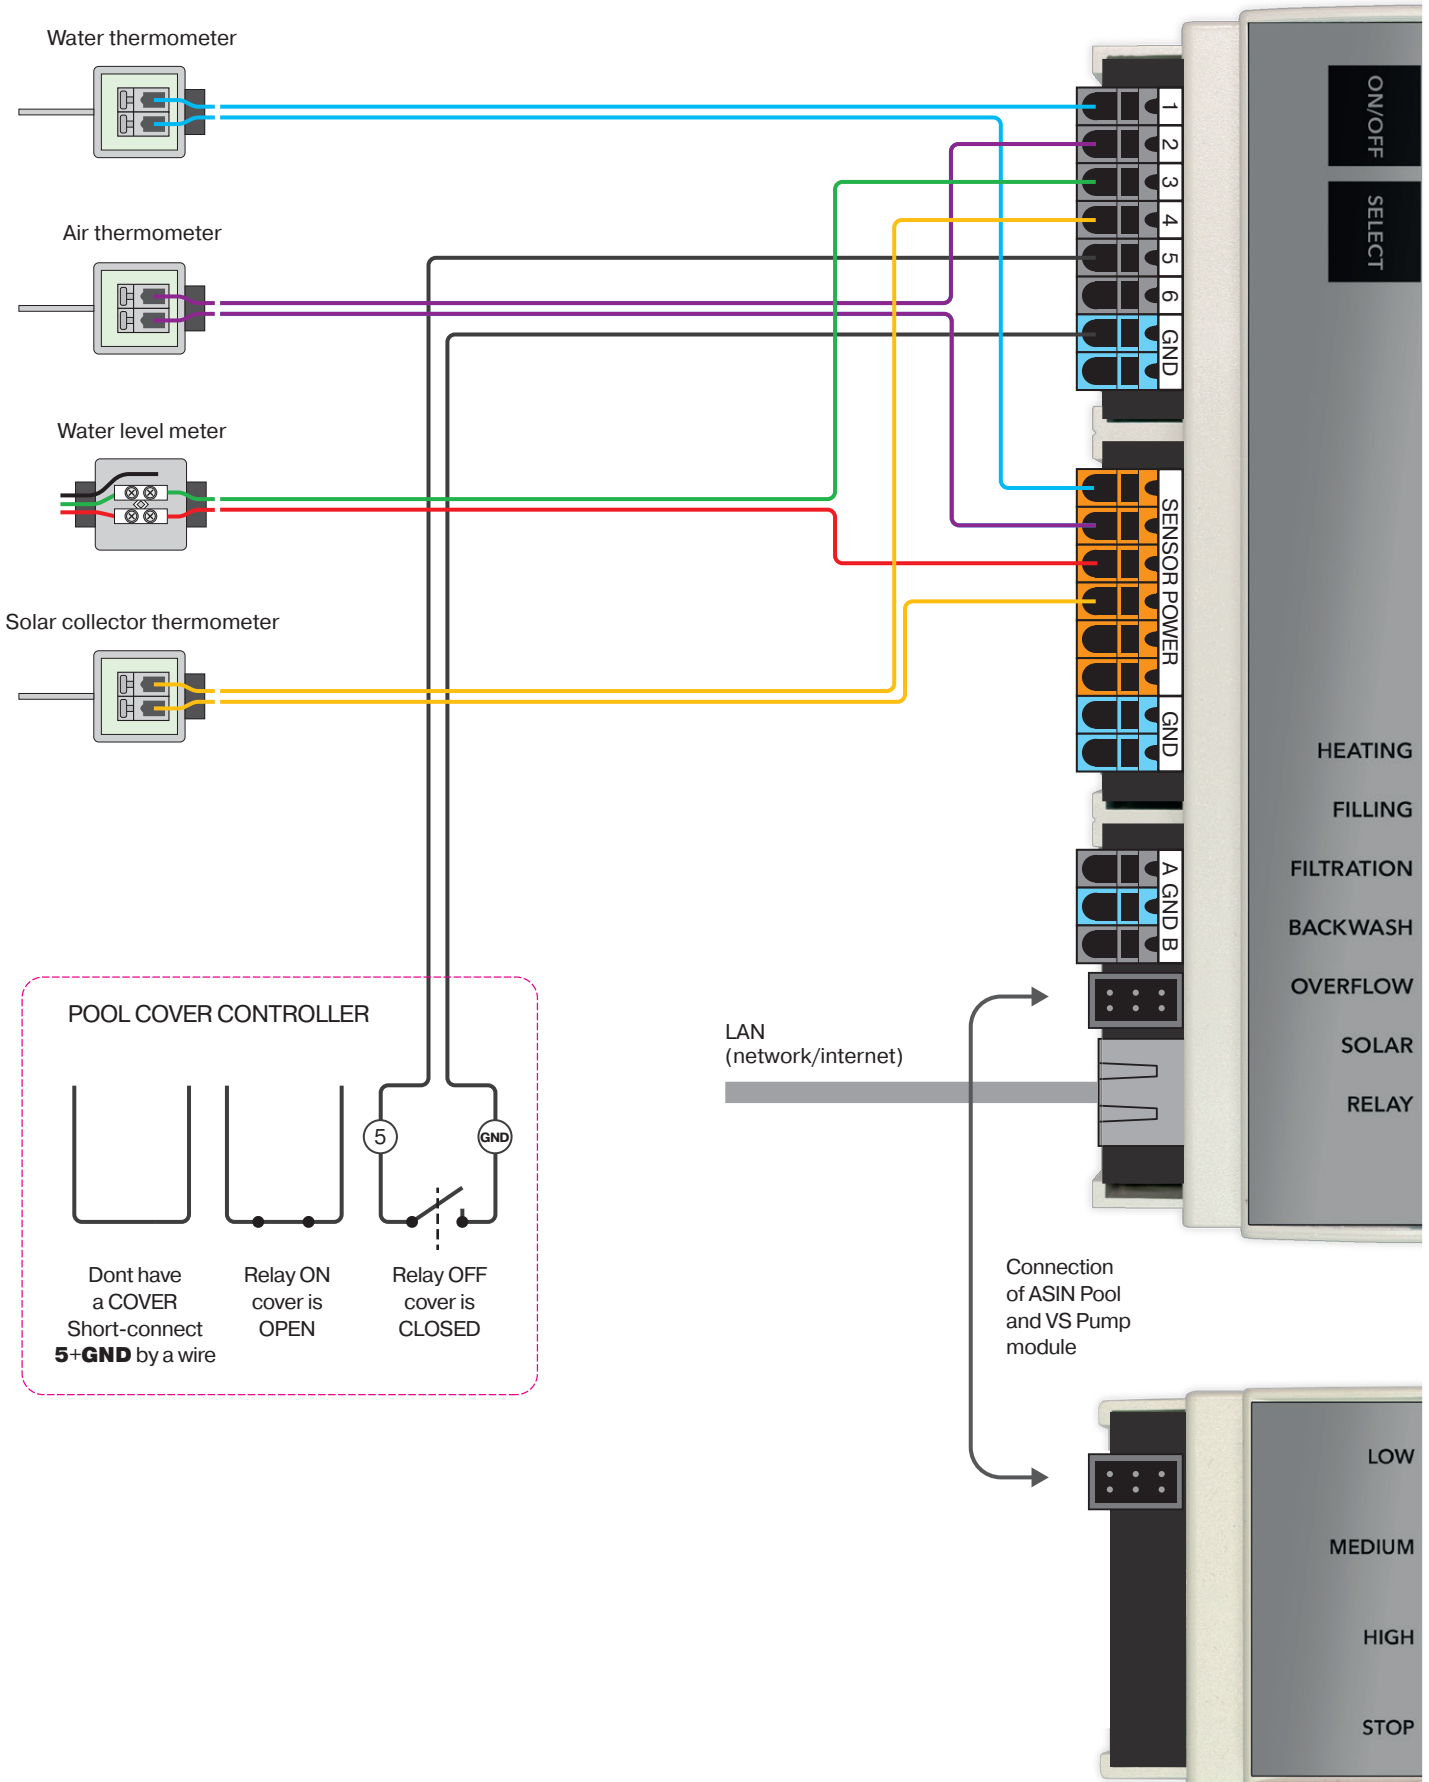 Water thermometer
Air thermometer
Water level meter
Solar collector thermometer
1
2
3
4
5
6
GND
SENSOR POWER
GND
A GND B
ON/OFF
SELECT
HEATING
FILLING
FILTRATION
BACKWASH
OVERFLOW
SOLAR
RELAY
POOL COVER CONTROLLER
5
GND
Dont have
a COVER
Short-connect
5+GND by a wire
Relay ON
cover is
OPEN
Relay OFF
cover is
CLOSED
LAN
(network/internet)
Connection
of ASIN Pool
and VS Pump
module
LOW
MEDIUM
HIGH
STOP